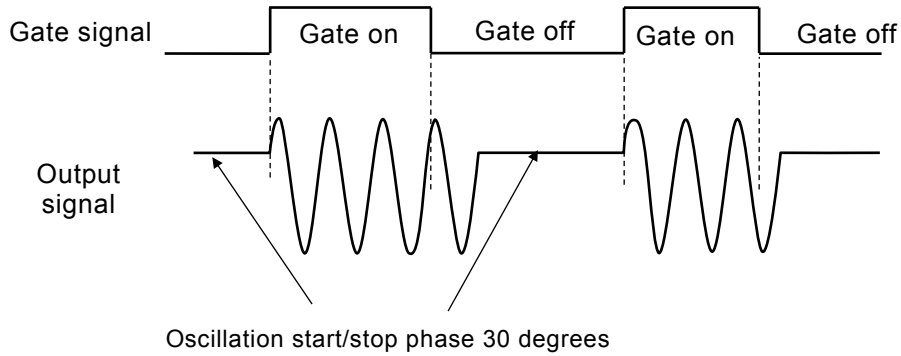 Gate signal
Gate on
Gate off
Gate on
Gate off
Output
signal
Oscillation start/stop phase 30 degrees